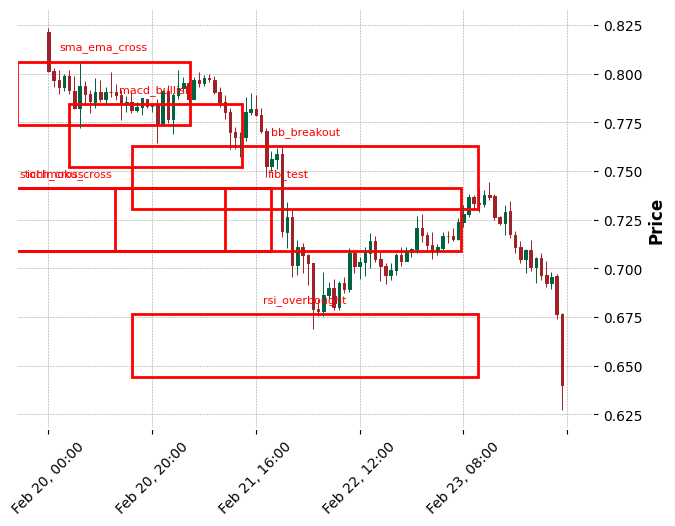 sma_ema_cross
macd_bullish
bb_breakout
fib_test
rsi_overbought
0.825
0.800
0.775
0.750
0.725
0.700
0.675
0.650
0.625
Price
Feb 20, 00:00
Feb 20, 20:00
Feb 21, 16:00
Feb 22, 12:00
Feb 23, 08:00